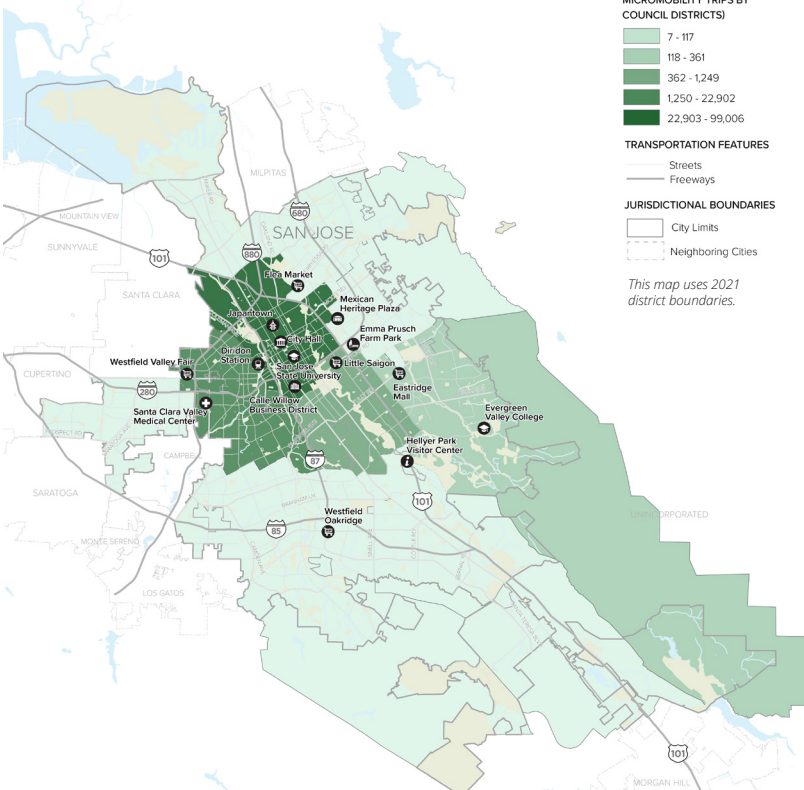 MICROMOBILITY TRIPS BY
COUNCIL DISTRICTS)
7 - 117
118 - 361
362 - 1,249
1,250 - 22,902
22,903 - 99,006
TRANSPORTATION FEATURES
Streets
Freeways
JURISDICTIONAL BOUNDARIES
City Limits
Neighboring Cities
This map uses 2021
district boundaries.
MILPITAS
MOUNTAIN VIEW
680
SAN JOSE
SUNNYVALE
880
101
Flea Market
SANTA CLARA
Mexican
Heritage Plaza
Japantown
Emma Prusch
Farm Park
City Hall
Diridon
Station
Westfield Valley Fair
San Jose
State University
Little Saigon
CUPERTINO
280
Eastridge
Mall
Calle Willow
Business District
Santa Clara Valley
Medical Center
Evergreen
Valley College
Hellyer Park
Visitor Center
CAMPBELL
87
SARATOGA
101
Westfield
Oakridge
UNINCORPORATED
85
MONTE SERENO
LOS GATOS
101
MORGAN HILL